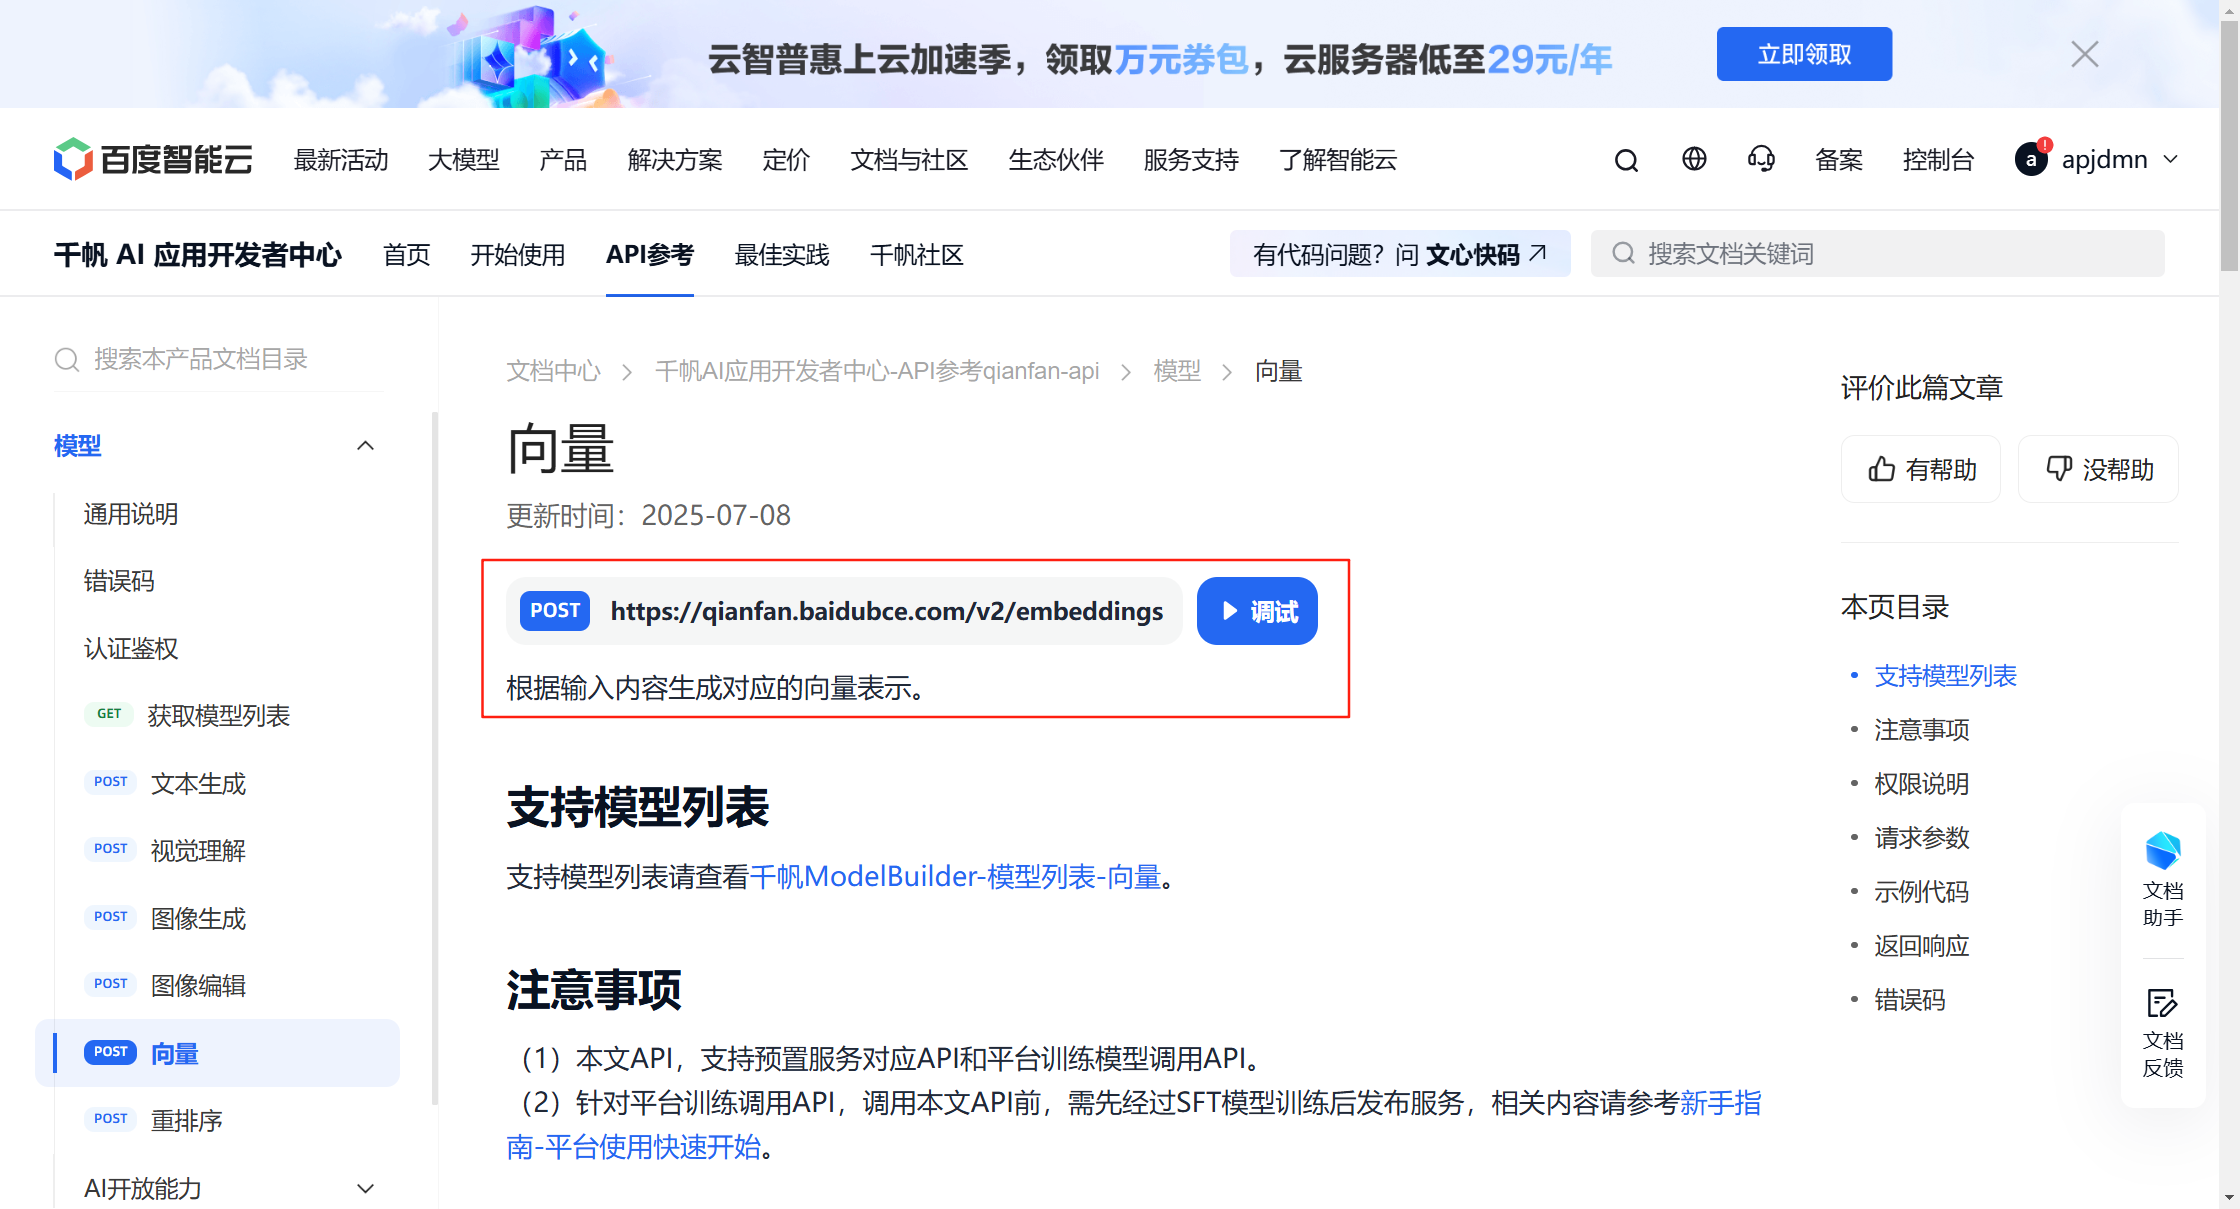 云智普惠上云加速季，领取万元券包，云服务器低至29元/年
立即领取
百度智能云
最新活动
大模型
产品
解决方案
定价
文档与社区
生态伙伴
服务支持
了解智能云
备案
控制台
a
!
apjdmn
千帆 AI 应用开发者中心
首页
开始使用
API参考
最佳实践
千帆社区
有代码问题？问 文心快码
搜索文档关键词
搜索本产品文档目录
模型
通用说明
错误码
认证鉴权
GET 获取模型列表
POST 文本生成
POST 视觉理解
POST 图像生成
POST 图像编辑
POST 向量
POST 重排序
AI开放能力
文档中心 > 千帆AI应用开发者中心-API参考qianfan-api > 模型 > 向量
向量
更新时间：2025-07-08
POST https://qianfan.baidubce.com/v2/embeddings
调试
根据输入内容生成对应的向量表示。
支持模型列表
支持模型列表请查看千帆ModelBuilder-模型列表-向量。
注意事项
（1）本文API，支持预置服务对应API和平台训练模型调用API。
（2）针对平台训练调用API，调用本文API前，需先经过SFT模型训练后发布服务，相关内容请参考新手指
南-平台使用快速开始。
评价此篇文章
有帮助
没帮助
本页目录
支持模型列表
注意事项
权限说明
请求参数
示例代码
返回响应
错误码
文档
助手
文档
反馈